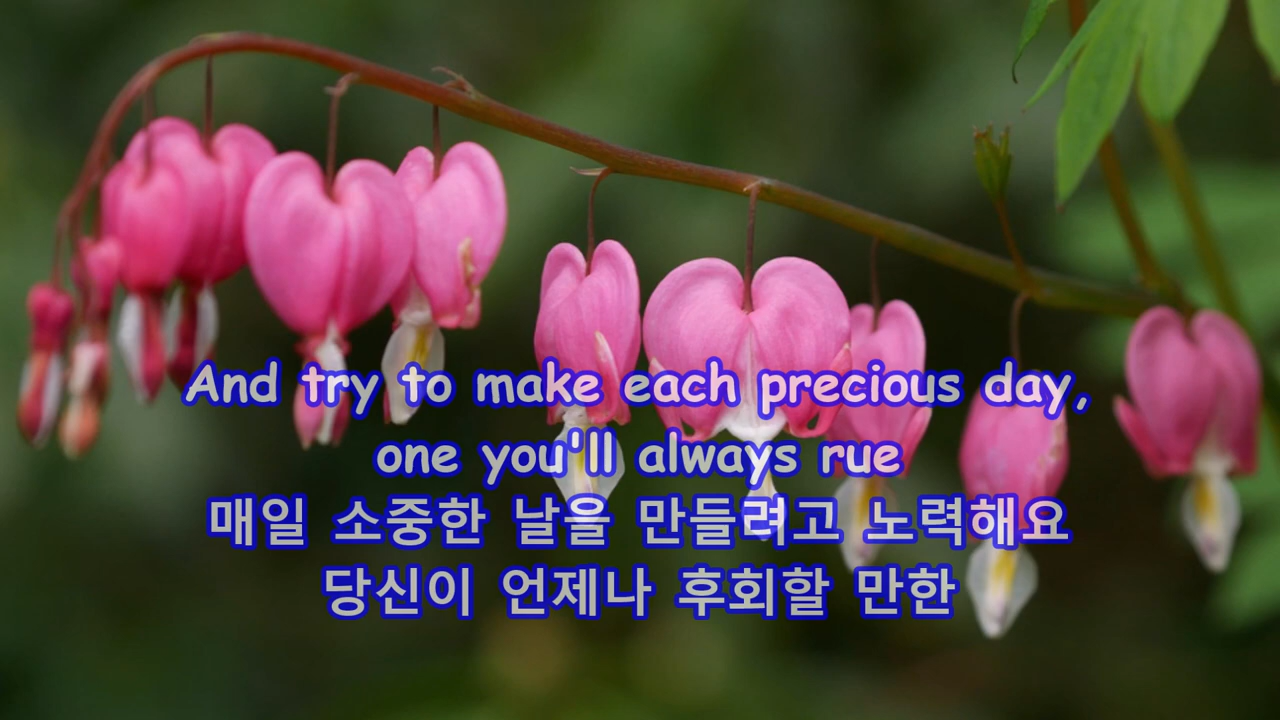 And try to make each precious day,
one you'll always rue
매일 소중한 날을 만들려고 노력해요
당신이 언제나 후회할 만한